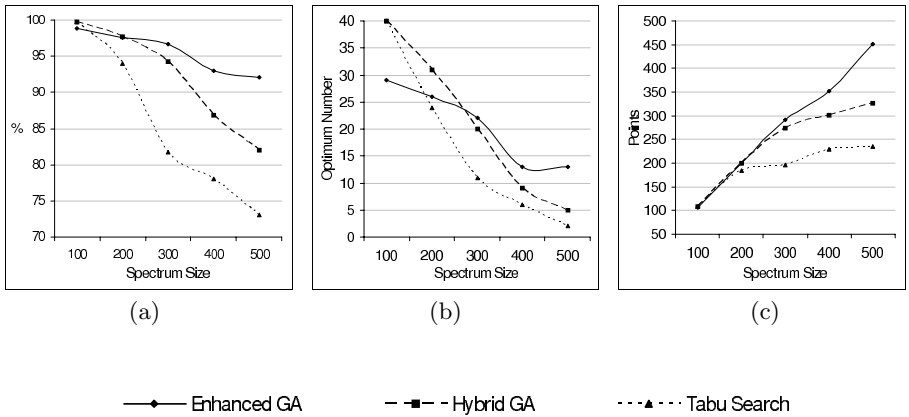 100
95
90
85
80
75
70
%
100 200 300 400 500
Spectrum Size
(a)
40
35
30
25
20
15
10
5
0
Optimum Number
100 200 300 400 500
Spectrum Size
(b)
500
450
400
350
300
250
200
150
100
50
Points
100 200 300 400 500
Spectrum Size
(c)
Enhanced GA Hybrid GA Tabu Search